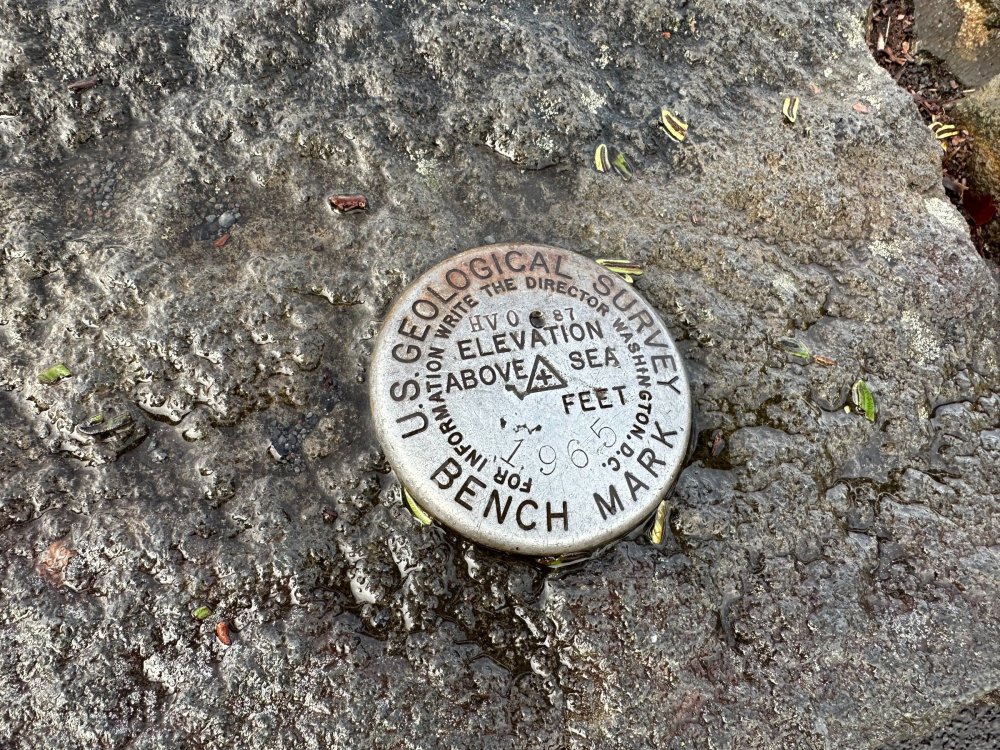 U.S. GEOLOGICAL SURVEY
FOR INFORMATION WRITE THE DIRECTOR WASHINGTON, D.C.
HVO 87
ELEVATION
ABOVE SEA
FEET
1965
BENCH MARK